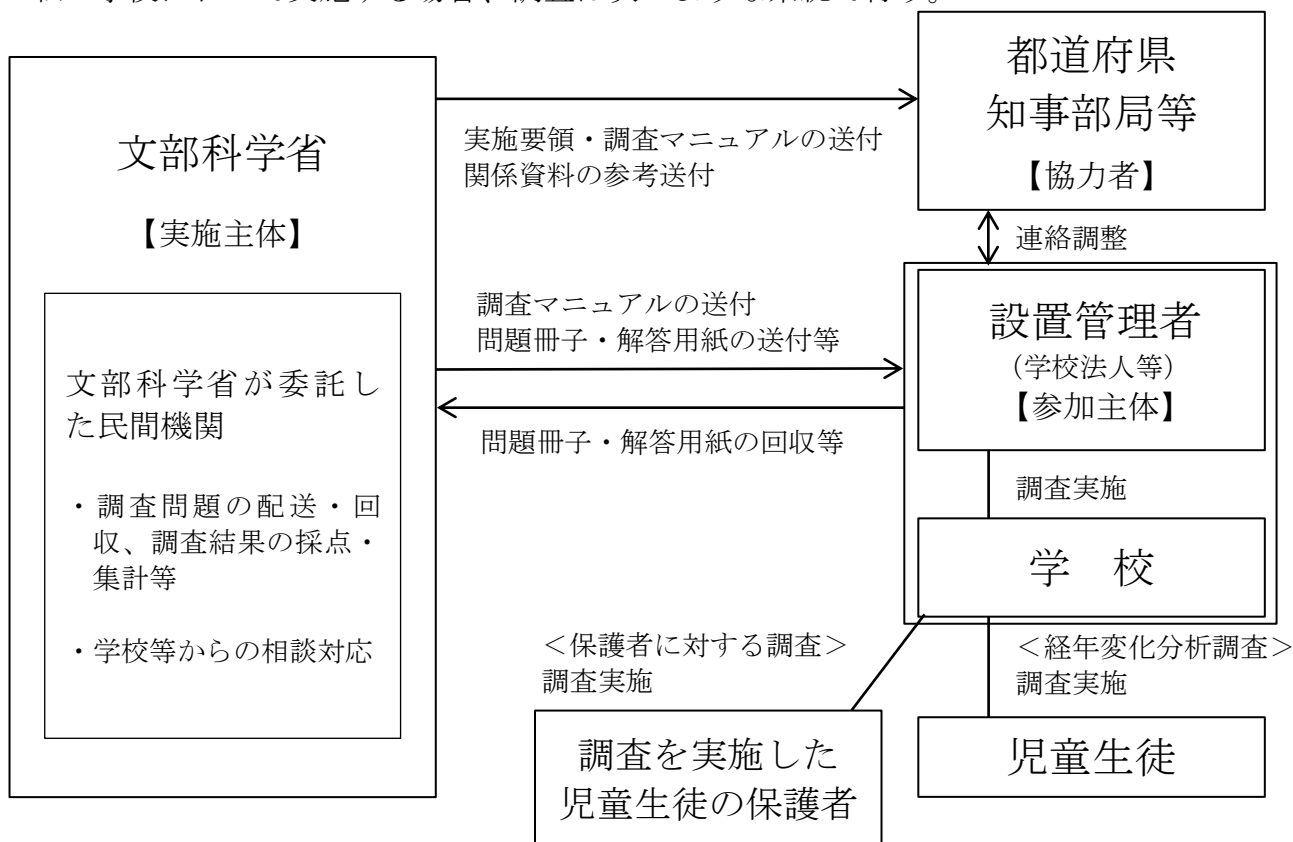 都道府県
知事部局等
【協力者】
文部科学省
【実施主体】
実施要領・調査マニュアルの送付
関係資料の参考送付
連絡調整
調査マニュアルの送付
問題冊子・解答用紙の送付等
設置管理者
(学校法人等)
【参加主体】
問題冊子・解答用紙の回収等
文部科学省が委託し
た民間機関
・調査問題の配送・回
収、調査結果の採点・
集計等
・学校等からの相談対応
調査実施
学 校
＜保護者に対する調査＞
調査実施
＜経年変化分析調査＞
調査実施
調査を実施した
児童生徒の保護者
児童生徒